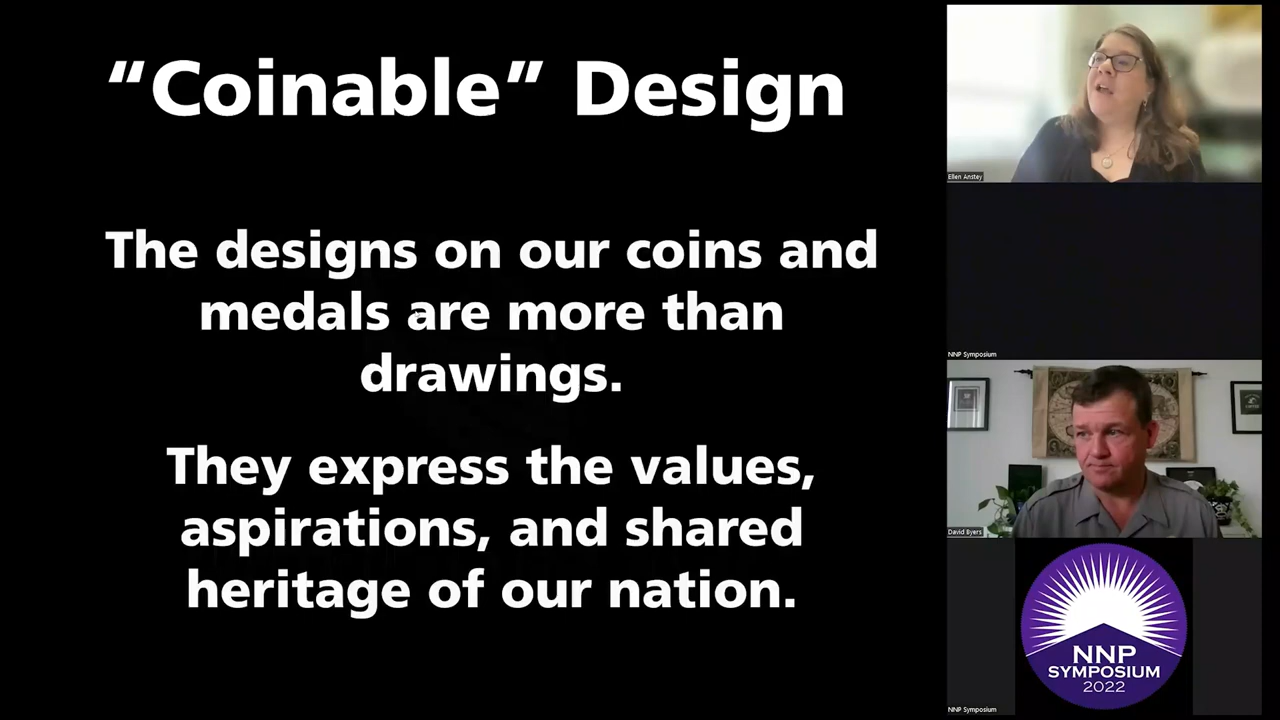 “Coinable” Design
The designs on our coins and
medals are more than
drawings.
They express the values,
aspirations, and shared
heritage of our nation.
Ellen Anstey
NNP Symposium
David Byers
NNP
SYMPOSIUM
2022
NNP Symposium